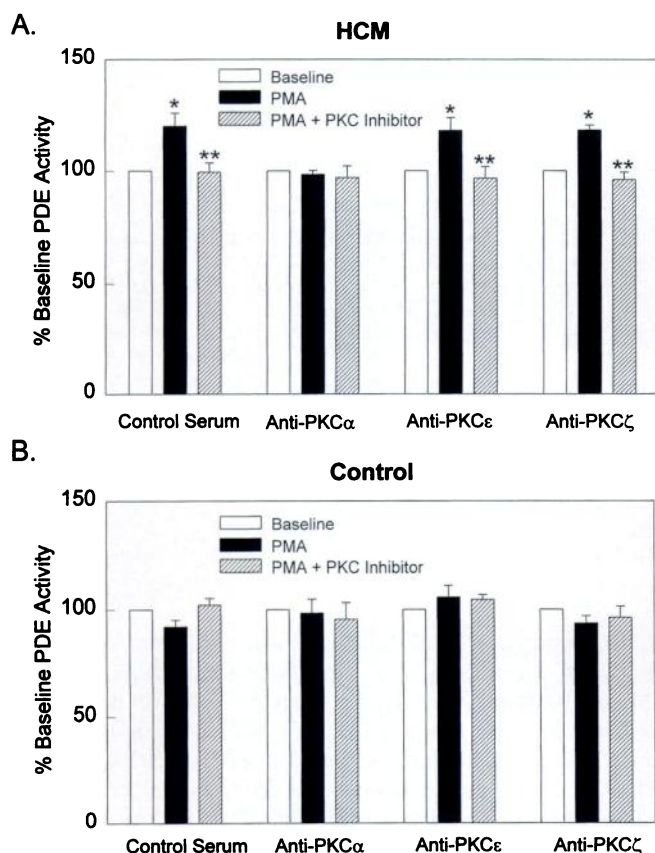 A.
HCM
150
100
50
0
% Baseline PDE Activity
Baseline
PMA
PMA + PKC Inhibitor
*
**
*
**
*
**
Control Serum Anti-PKCα Anti-PKCε Anti-PKCζ
B.
Control
150
100
50
0
% Baseline PDE Activity
Baseline
PMA
PMA + PKC Inhibitor
Control Serum Anti-PKCα Anti-PKCε Anti-PKCζ